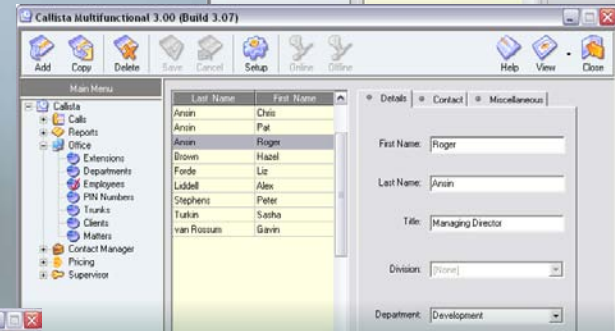 Callista Multifunctional 3.00 (Build 3.07)
Add Copy Delete Save Cancel Setup Online Offline Help View Close
Main Menu
Callista
Calls
Reports
Office
Extensions
Departments
Employees
PIN Numbers
Trunks
Clients
Matters
Contact Manager
Pricing
Supervisor
Last Name First Name
Ansin Chris
Ansin Pat
Ansin Roger
Brown Hazel
Forde Liz
Liddell Alex
Stephens Peter
Turkin Sasha
van Rossum Gavin
Details Contact Miscellaneous
First Name: Roger
Last Name: Ansin
Title: Managing Director
Division: [None]
Department: Development